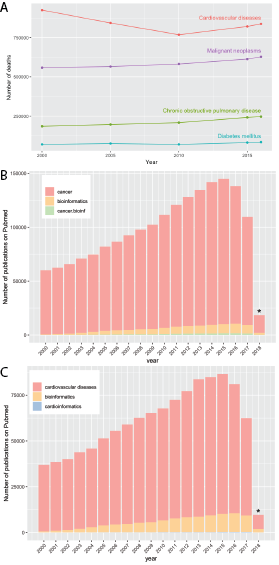 A
Cardiovascular diseases
Malignant neoplasms
Chronic obstructive pulmonary disease
Diabetes mellitus
Number of deaths
750000
500000
250000
2000
2005
2010
2015
Year
B
cancer
bioinformatics
cancer.bioinf
Number of publications on Pubmed
150000
100000
50000
0
*
2000 2001 2002 2003 2004 2005 2006 2007 2008 2009 2010 2011 2012 2013 2014 2015 2016 2017 2018
year
C
cardiovascular diseases
bioinformatics
cardioinformatics
Number of publications on Pubmed
75000
50000
25000
0
*
2000 2001 2002 2003 2004 2005 2006 2007 2008 2009 2010 2011 2012 2013 2014 2015 2016 2017 2018
year